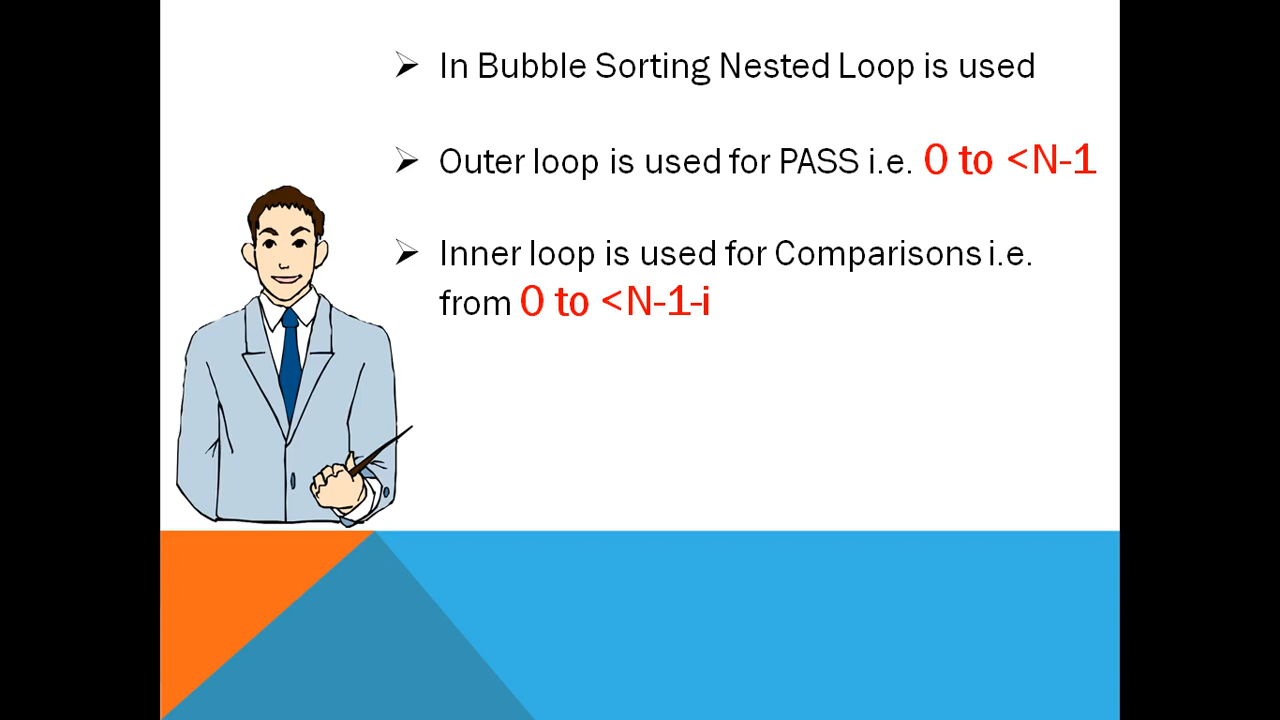 ➢ In Bubble Sorting Nested Loop is used
➢ Outer loop is used for PASS i.e. 0 to <N-1
➢ Inner loop is used for Comparisons i.e.
from 0 to <N-1-i